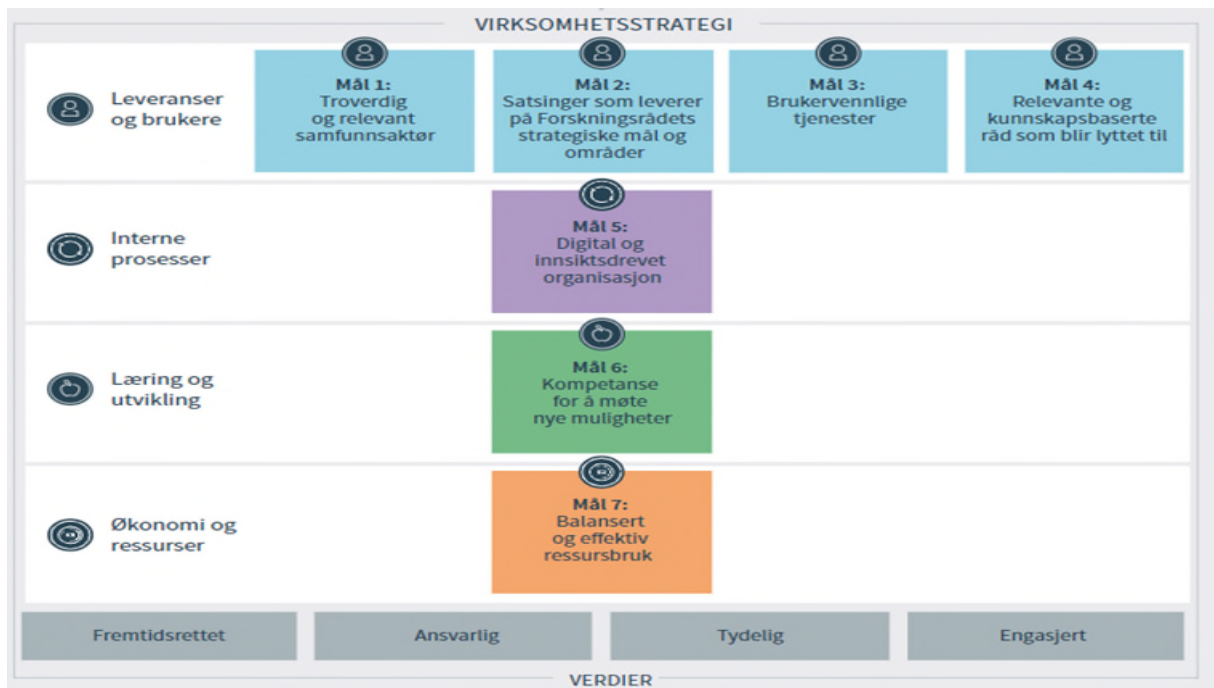 VIRKSOMHETSSTRATEGI
Leveranser
og brukere
Mål 1:
Troverdig
og relevant
samfunnsaktør
Mål 2:
Satsinger som leverer
på Forskningsrådets
strategiske mål og
områder
Mål 3:
Brukervennlige
tjenester
Mål 4:
Relevante og
kunnskapsbaserte
råd som blir lyttet til
Interne
prosesser
Mål 5:
Digital og
innsiktsdrevet
organisasjon
Læring og
utvikling
Mål 6:
Kompetanse
for å møte
nye muligheter
Økonomi og
ressurser
Mål 7:
Balansert
og effektiv
ressursbruk
Fremtidsrettet
Ansvarlig
Tydelig
Engasjert
VERDIER